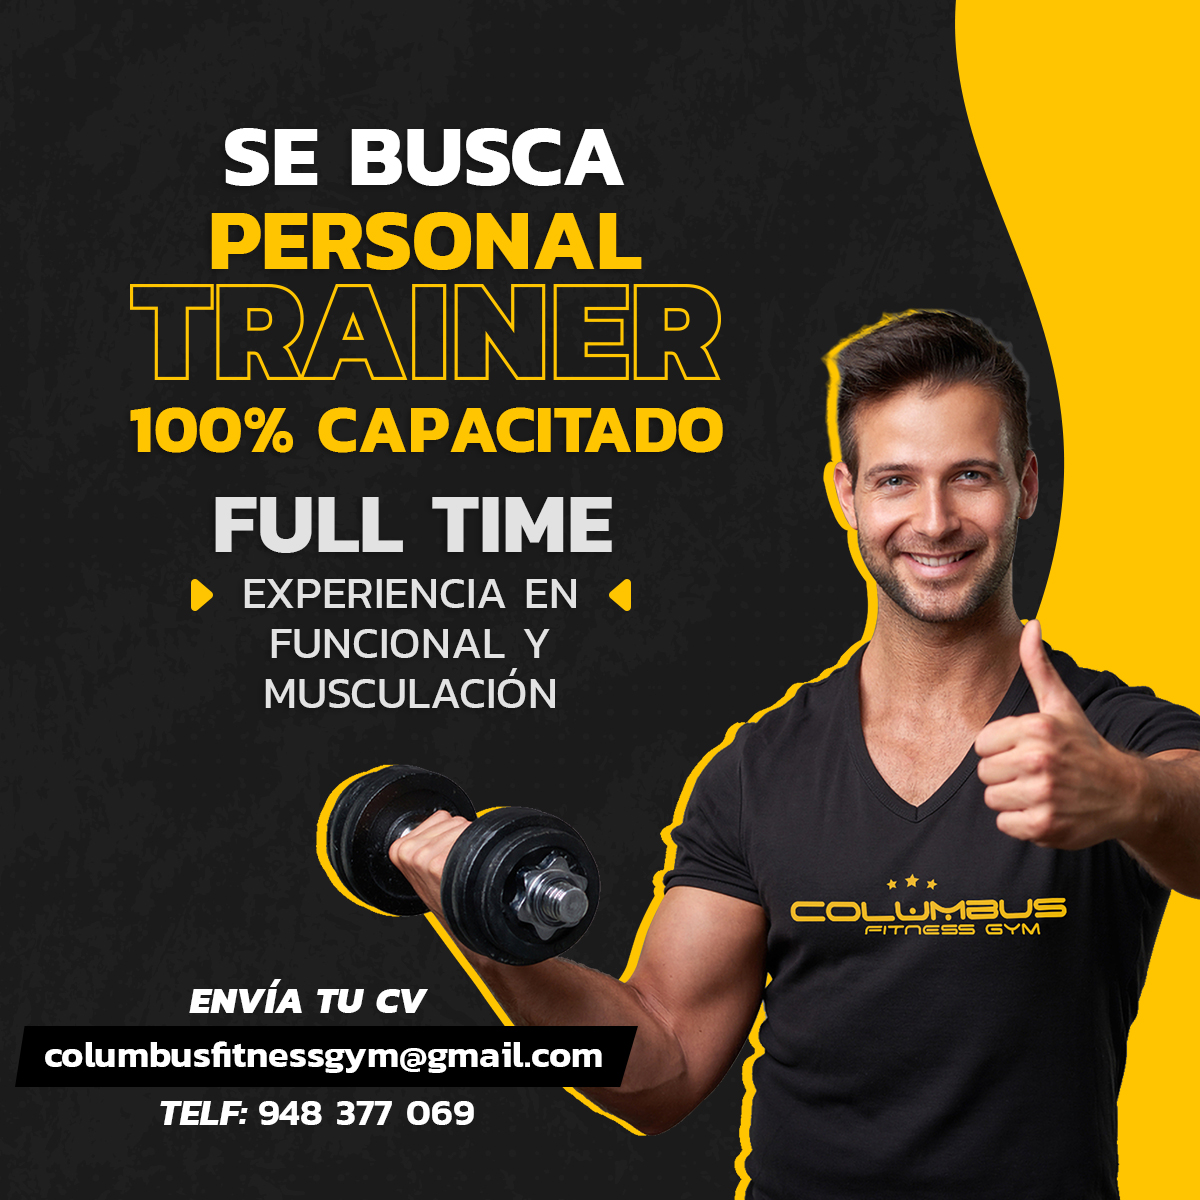 SE BUSCA
PERSONAL
TRAINER
100% CAPACITADO
FULL TIME
EXPERIENCIA EN
FUNCIONAL Y
MUSCULACIÓN
COLUMBUS
FITNESS GYM
ENVÍA TU CV
columbusfitnessgym@gmail.com
TELF: 948 377 069